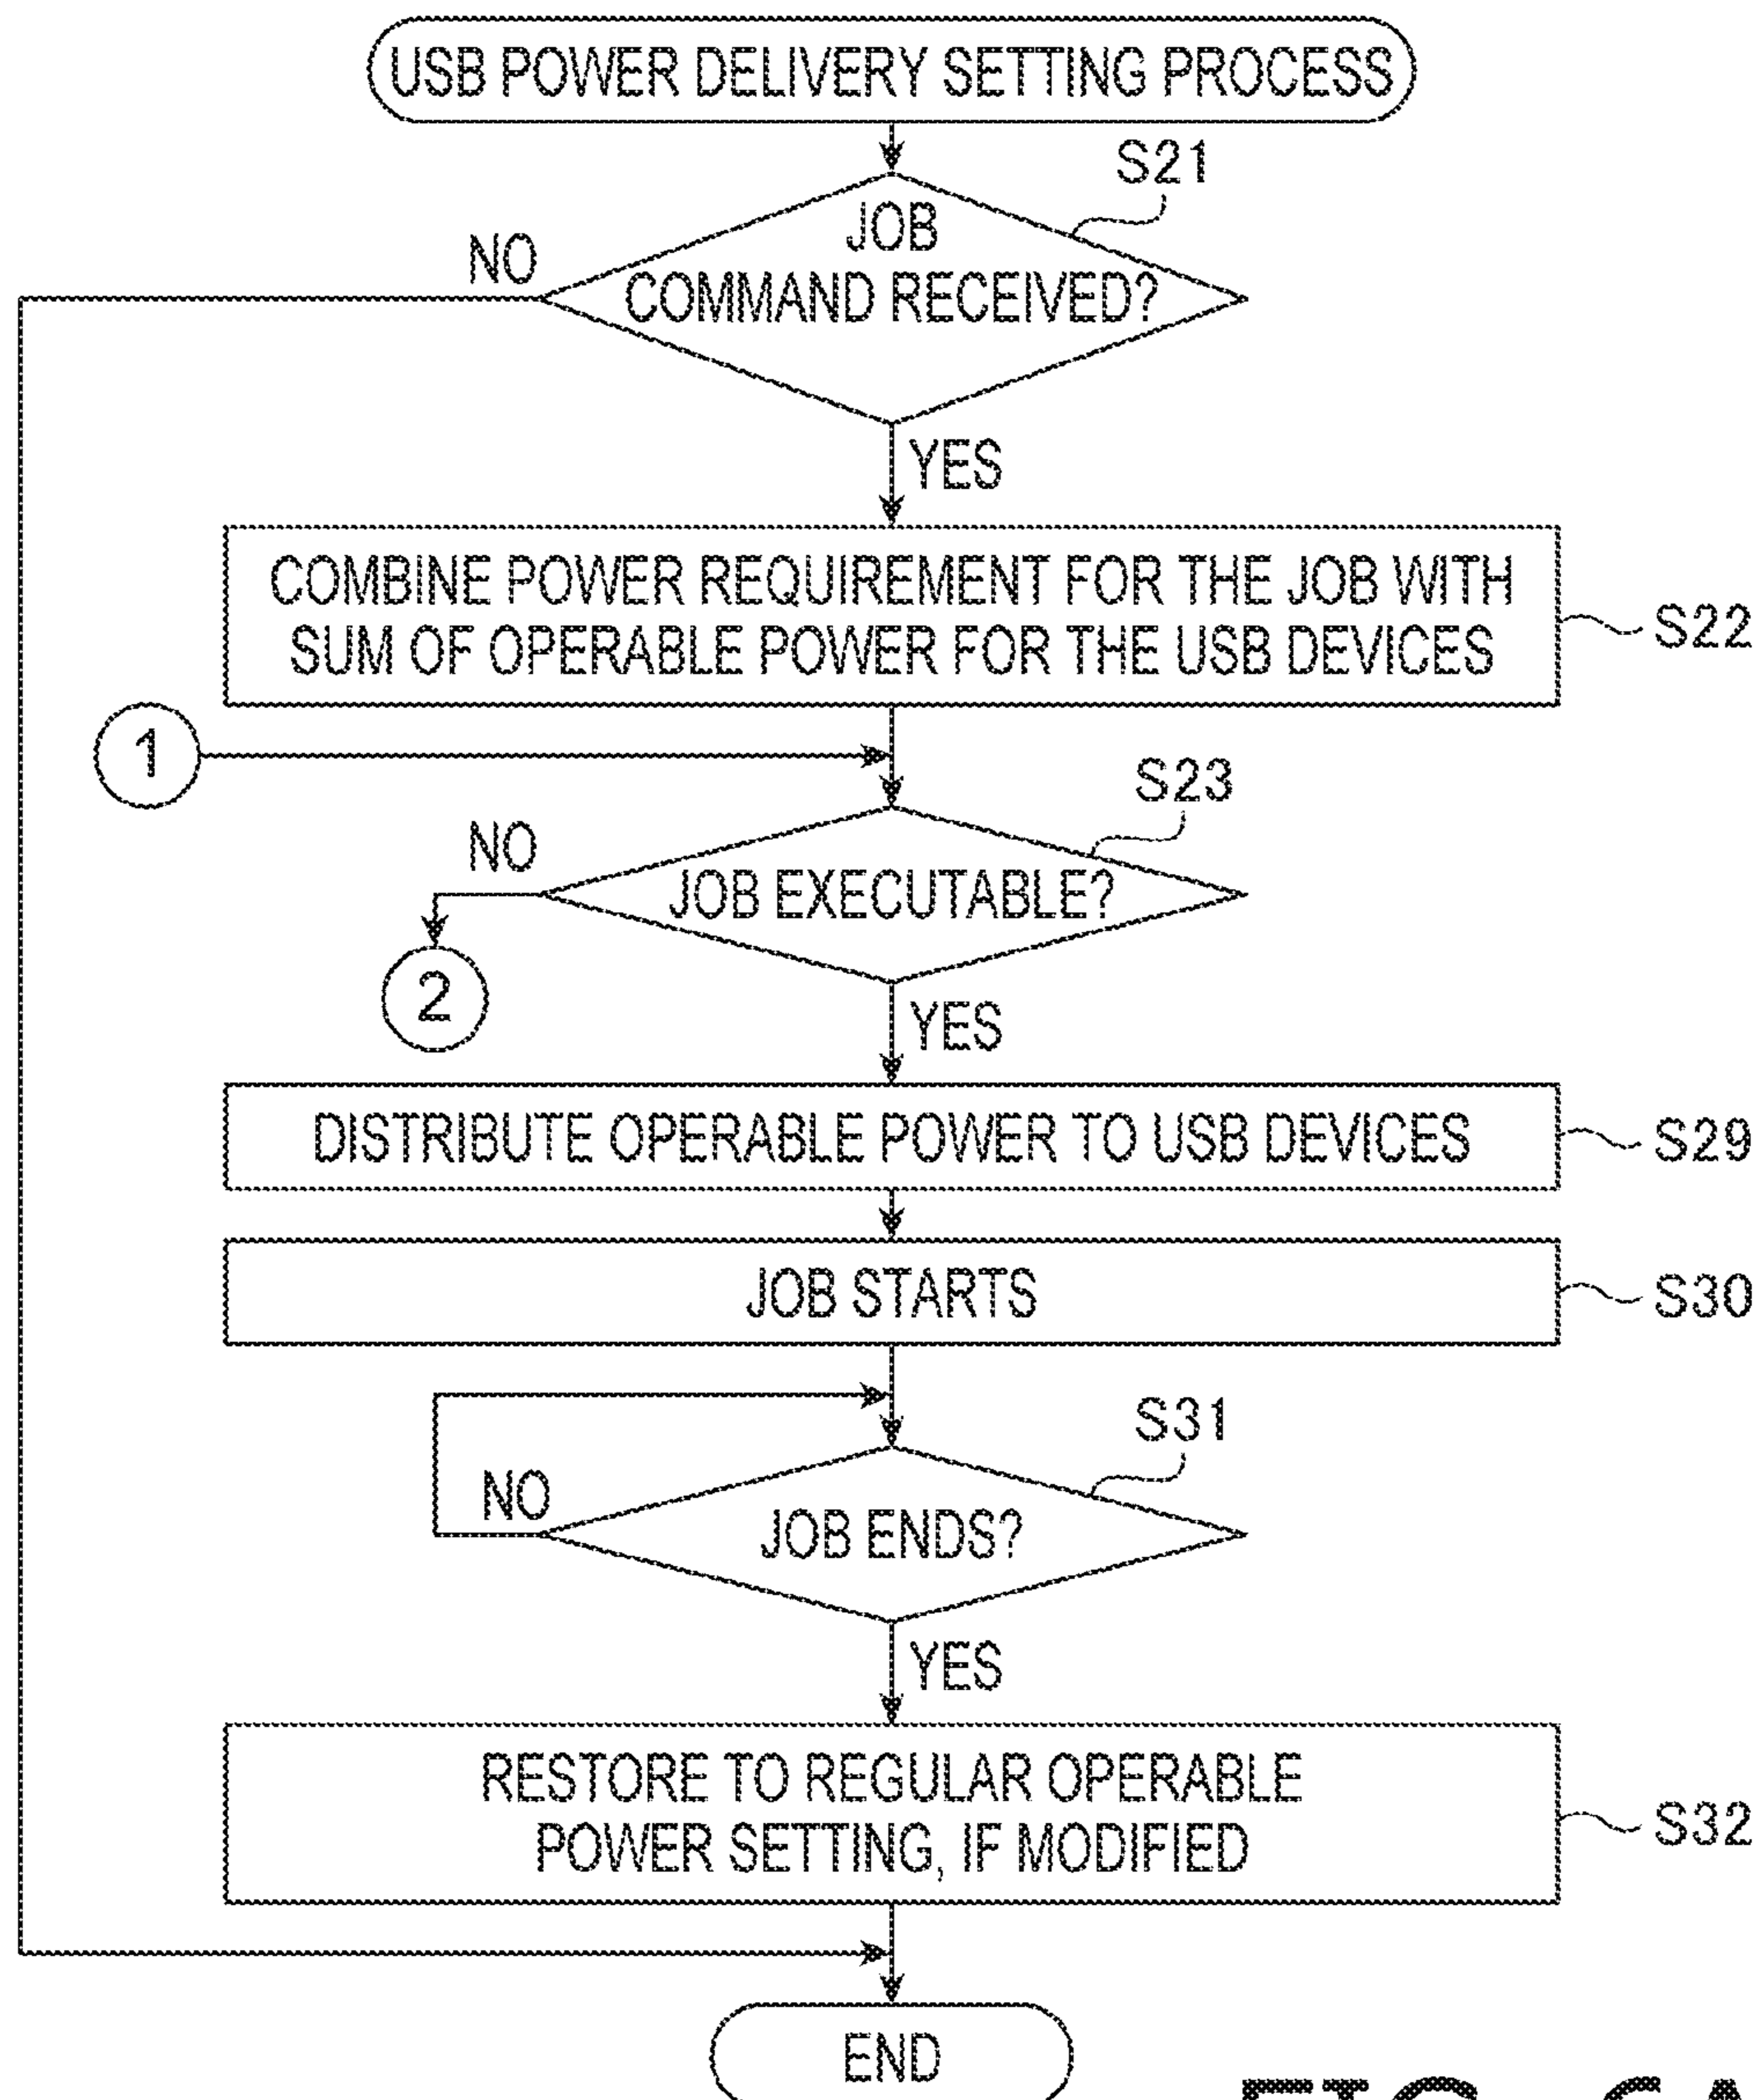 USB POWER DELIVERY SETTING PROCESS
S21
JOB
COMMAND RECEIVED?
NO
YES
COMBINE POWER REQUIREMENT FOR THE JOB WITH
SUM OF OPERABLE POWER FOR THE USB DEVICES
S22
1
S23
NO
JOB EXECUTABLE?
2
YES
DISTRIBUTE OPERABLE POWER TO USB DEVICES
S29
JOB STARTS
S30
S31
NO
JOB ENDS?
YES
RESTORE TO REGULAR OPERABLE
POWER SETTING, IF MODIFIED
S32
END